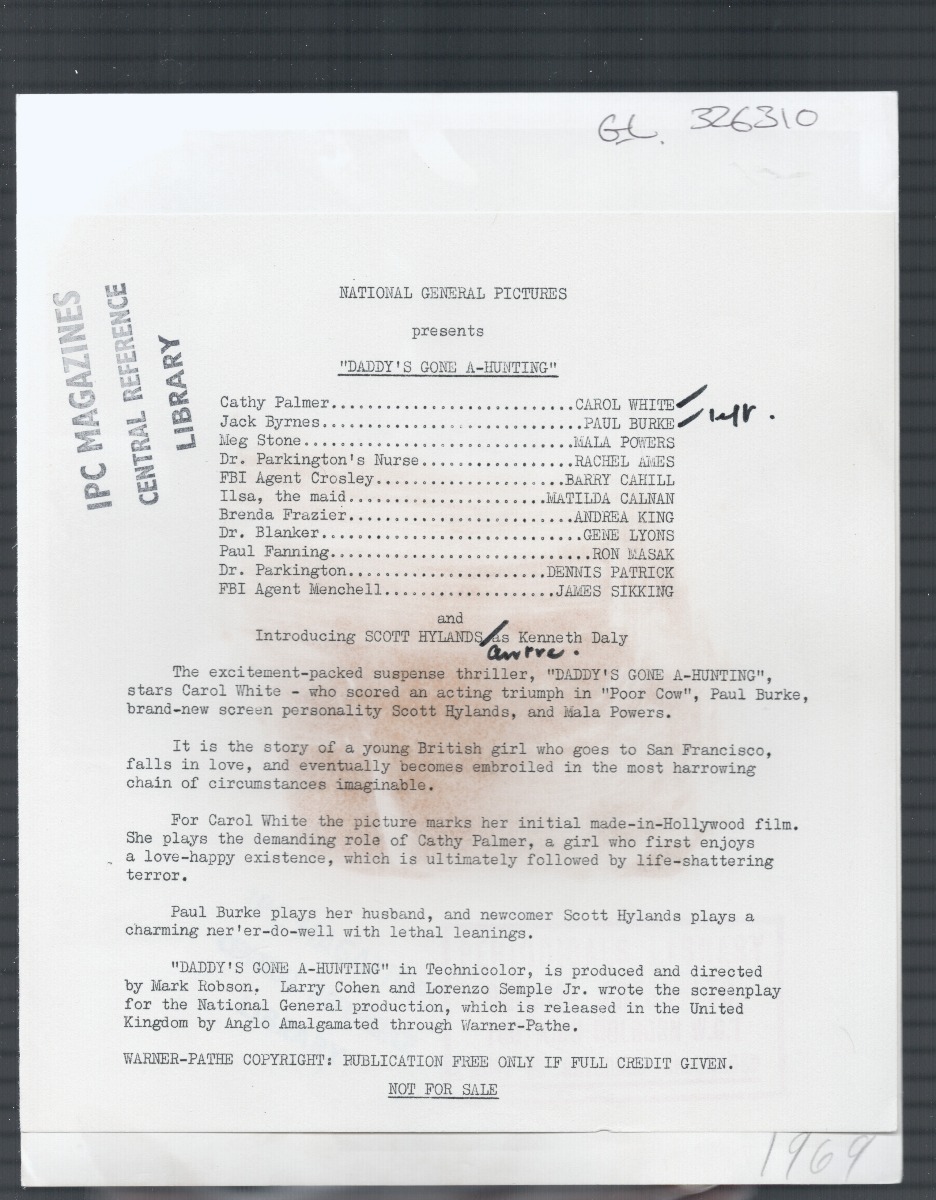 GL. 326310
IPC MAGAZINES
CENTRAL REFERENCE
LIBRARY
NATIONAL GENERAL PICTURES
presents
"DADDY'S GONE A-HUNTING"
Cathy Palmer...........................CAROL WHITE
Jack Byrnes.............................PAUL BURKE left.
Meg Stone..............................MALA POWERS
Dr. Parkington's Nurse.................RACHEL AMES
FBI Agent Crosley.....................BARRY CAHILL
Ilsa, the maid......................MATILDA CALNAN
Brenda Frazier.........................ANDREA KING
Dr. Blanker.............................GENE LYONS
Paul Fanning.............................RON MASAK
Dr. Parkington......................DENNIS PATRICK
FBI Agent Menchell...................JAMES SIKKING
and
Introducing SCOTT HYLANDS as Kenneth Daly
The excitement-packed suspense thriller, "DADDY'S GONE A-HUNTING",
stars Carol White - who scored an acting triumph in "Poor Cow", Paul Burke,
brand-new screen personality Scott Hylands, and Mala Powers.
It is the story of a young British girl who goes to San Francisco,
falls in love, and eventually becomes embroiled in the most harrowing
chain of circumstances imaginable.
For Carol White the picture marks her initial made-in-Hollywood film.
She plays the demanding role of Cathy Palmer, a girl who first enjoys
a love-happy existence, which is ultimately followed by life-shattering
terror.
Paul Burke plays her husband, and newcomer Scott Hylands plays a
charming ner'er-do-well with lethal leanings.
"DADDY'S GONE A-HUNTING" in Technicolor, is produced and directed
by Mark Robson. Larry Cohen and Lorenzo Semple Jr. wrote the screenplay
for the National General production, which is released in the United
Kingdom by Anglo Amalgamated through Warner-Pathe.
WARNER-PATHE COPYRIGHT: PUBLICATION FREE ONLY IF FULL CREDIT GIVEN.
NOT FOR SALE
1969